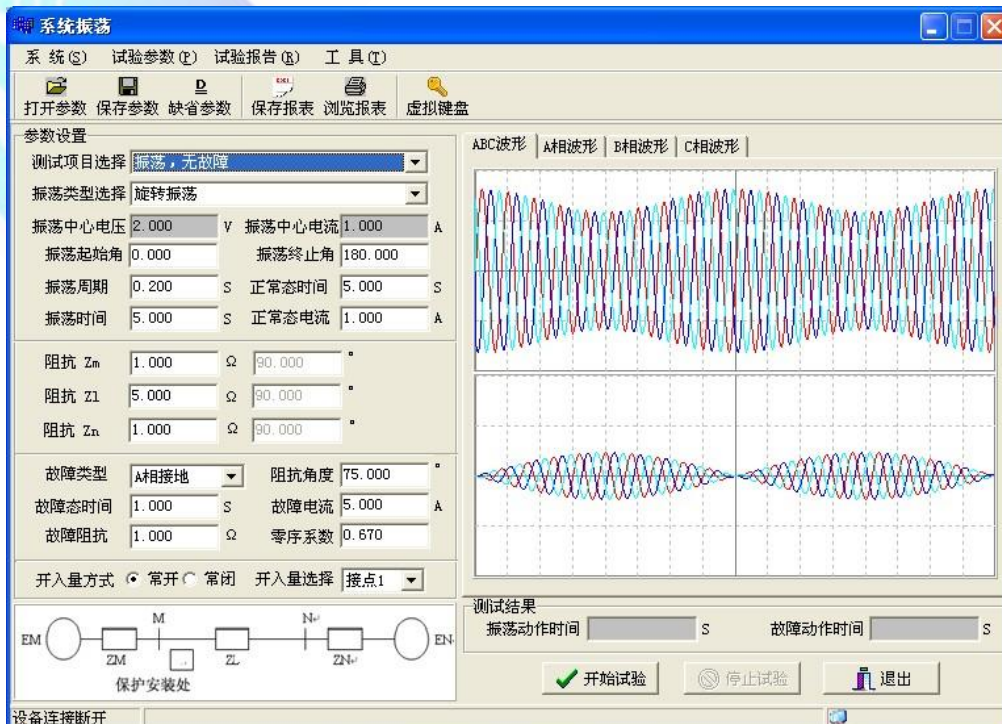 系统振荡
系 统(S) 试验参数(P) 试验报告(R) 工 具(T)
D
打开参数 保存参数 缺省参数 保存报表 浏览报表 虚拟键盘
参数设置
测试项目选择 振荡，无故障
振荡类型选择 旋转振荡
振荡中心电压 2.000 V 振荡中心电流 1.000 A
振荡起始角 0.000 振荡终止角 180.000
振荡周期 0.200 S 正常态时间 5.000 S
振荡时间 5.000 S 正常态电流 1.000 A
阻抗 Zm 1.000 Ω 90.000 °
阻抗 Zl 5.000 Ω 90.000 °
阻抗 Zn 1.000 Ω 90.000 °
故障类型 A相接地 阻抗角度 75.000 °
故障态时间 1.000 S 故障电流 5.000 A
故障阻抗 1.000 Ω 零序系数 0.670
开入量方式 常开 常闭 开入量选择 接点1
M N
EM EN
ZM ZL ZN
保护安装处
ABC波形 A相波形 B相波形 C相波形
测试结果
振荡动作时间 S 故障动作时间 S
开始试验 停止试验 退出
设备连接断开